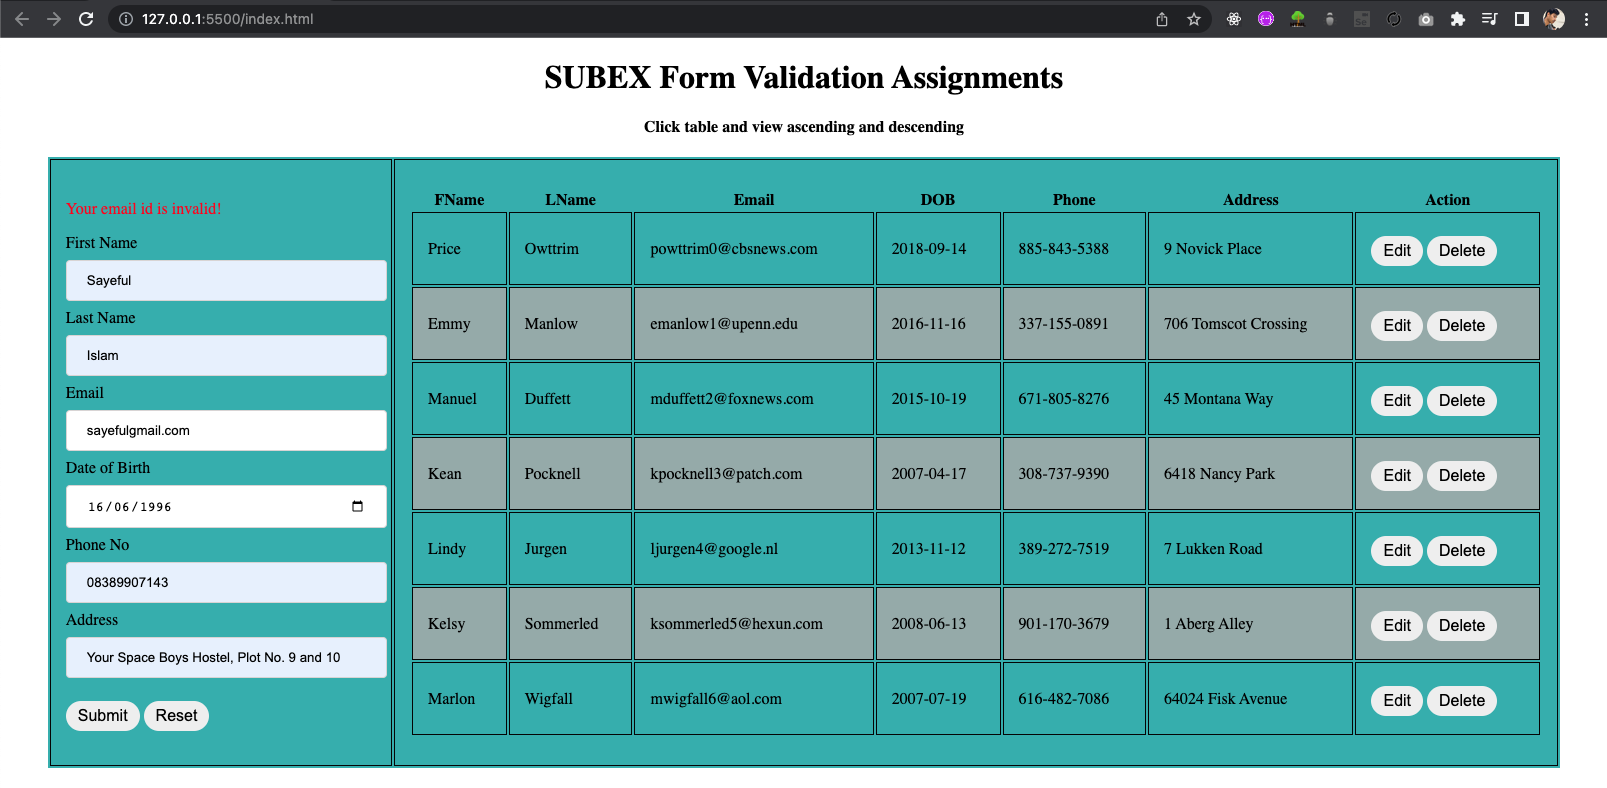 127.0.0.1:5500/index.html
SUBEX Form Validation Assignments
Click table and view ascending and descending
Your email id is invalid!
First Name
Sayeful
Last Name
Islam
Email
sayefulgmail.com
Date of Birth
16/06/1996
Phone No
08389907143
Address
Your Space Boys Hostel, Plot No. 9 and 10
Submit Reset
FName LName Email DOB Phone Address Action
Price Owttrim powttrim0@cbsnews.com 2018-09-14 885-843-5388 9 Novick Place Edit Delete
Emmy Manlow emanlow1@upenn.edu 2016-11-16 337-155-0891 706 Tomscot Crossing Edit Delete
Manuel Duffett mduffett2@foxnews.com 2015-10-19 671-805-8276 45 Montana Way Edit Delete
Kean Pocknell kpocknell3@patch.com 2007-04-17 308-737-9390 6418 Nancy Park Edit Delete
Lindy Jurgen ljurgen4@google.nl 2013-11-12 389-272-7519 7 Lukken Road Edit Delete
Kelsy Sommerled ksommerled5@hexun.com 2008-06-13 901-170-3679 1 Aberg Alley Edit Delete
Marlon Wigfall mwigfall6@aol.com 2007-07-19 616-482-7086 64024 Fisk Avenue Edit Delete